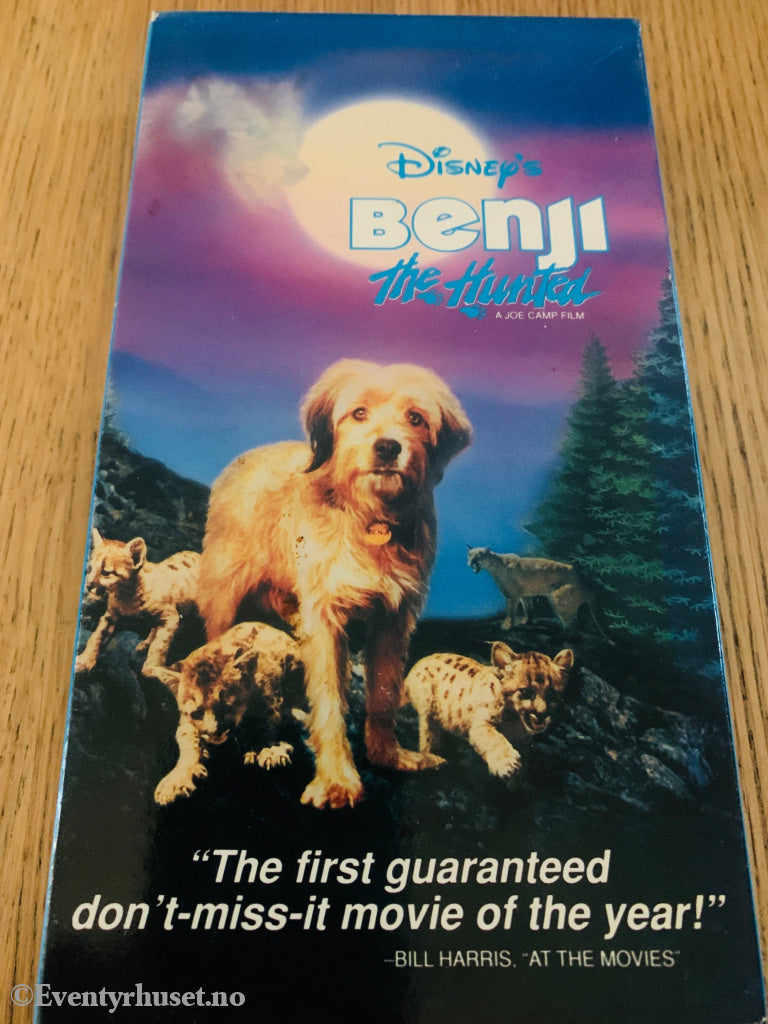 Disney's
Benji
The Hunted
A JOE CAMP FILM
BENJI
“The first guaranteed
don't-miss-it movie of the year!”
–BILL HARRIS, "AT THE MOVIES"
©Eventyrhuset.no